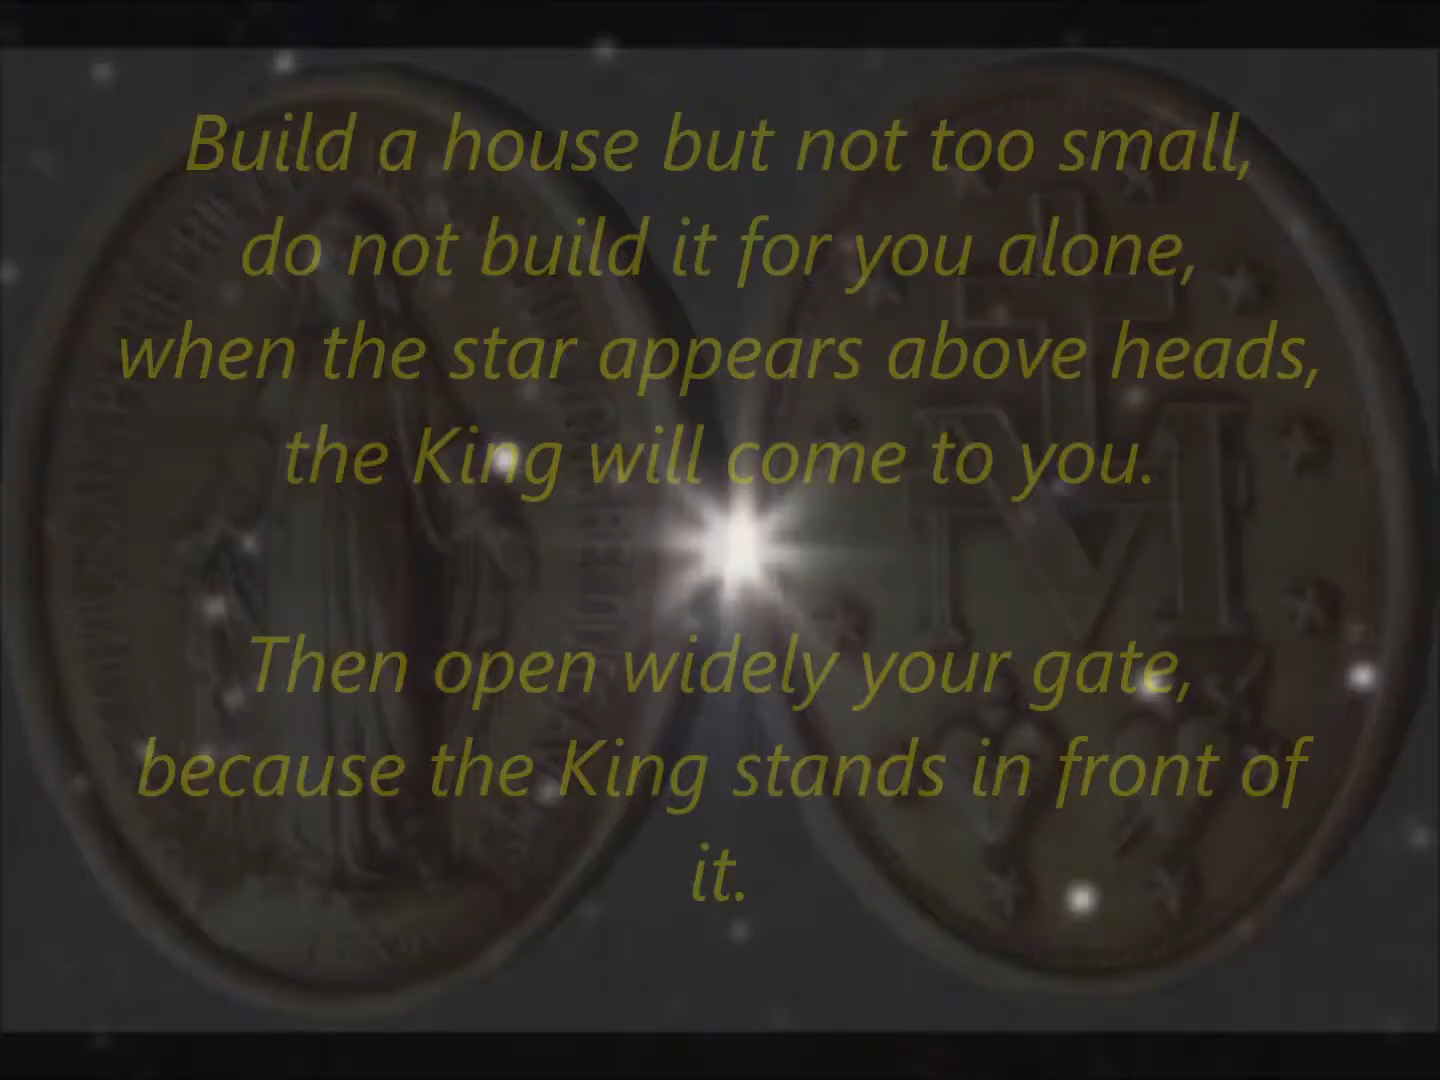 Build a house but not too small,
do not build it for you alone,
when the star appears above heads,
the King will come to you.
Then open widely your gate,
because the King stands in front of
it.